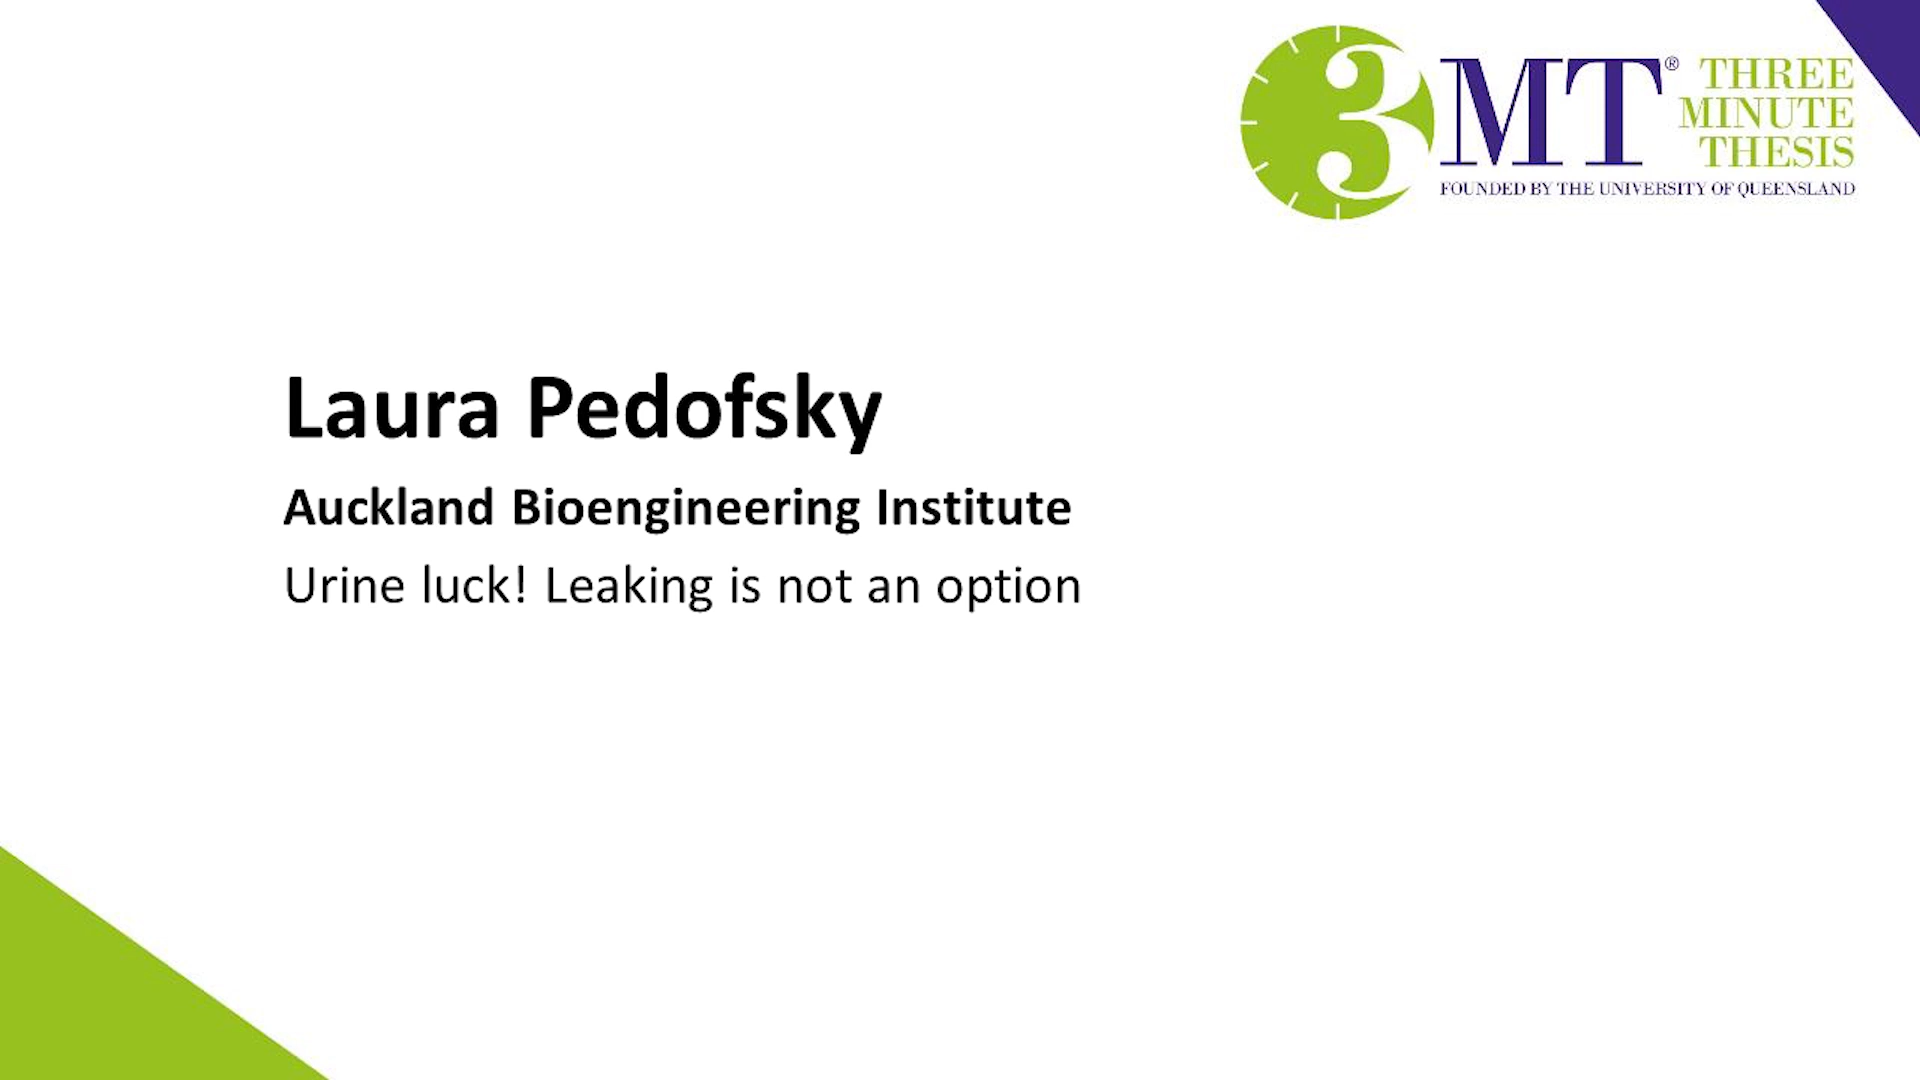 3MT® THREE
MINUTE
THESIS
FOUNDED BY THE UNIVERSITY OF QUEENSLAND
Laura Pedofsky
Auckland Bioengineering Institute
Urine luck! Leaking is not an option